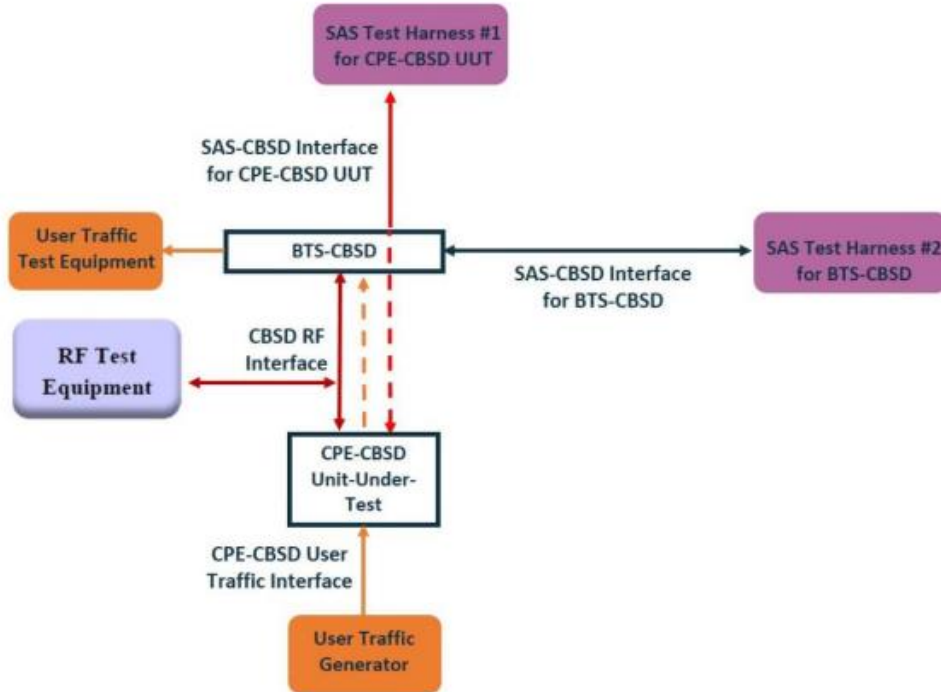 SAS Test Harness #1
for CPE-CBSD UUT
SAS-CBSD Interface
for CPE-CBSD UUT
User Traffic
Test Equipment
BTS-CBSD
SAS Test Harness #2
for BTS-CBSD
SAS-CBSD Interface
for BTS-CBSD
CBSD RF
Interface
RF Test
Equipment
CPE-CBSD
Unit-Under-
Test
CPE-CBSD User
Traffic Interface
User Traffic
Generator